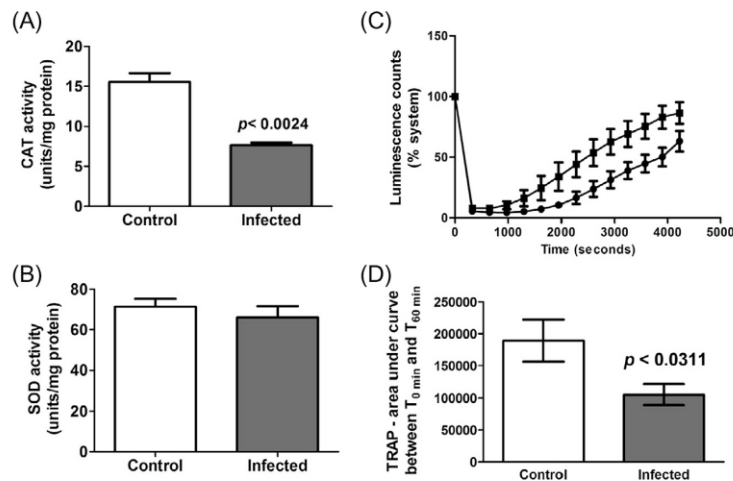 (A)
CAT activity
(units/mg protein)
20
15
10
5
0
p< 0.0024
Control
Infected
(B)
SOD activity
(units/mg protein)
80
60
40
20
0
Control
Infected
(C)
Luminescence counts
(% system)
150
100
50
0
0
1000
2000
3000
4000
5000
Time (seconds)
(D)
TRAP - area under curve
between T0 min and T60 min
250000
200000
150000
100000
50000
0
p < 0.0311
Control
Infected